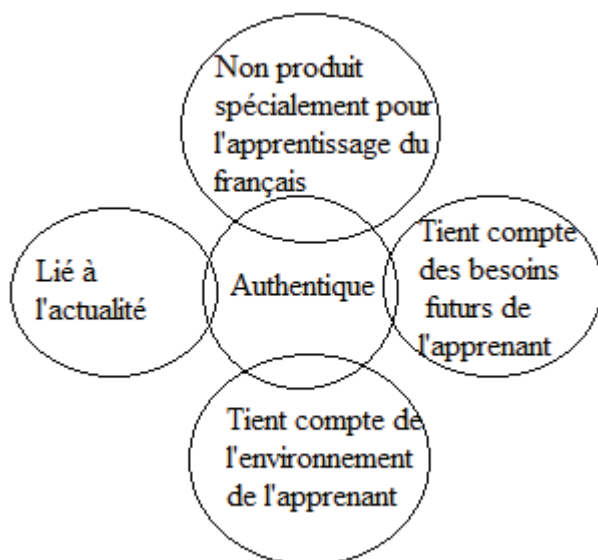 Non produit
spécialement pour
l'apprentissage du
français
Lié à
l'actualité
Authentique
Tient compte
des besoins
futurs de
l'apprenant
Tient compte de
l'environnement
de l'apprenant